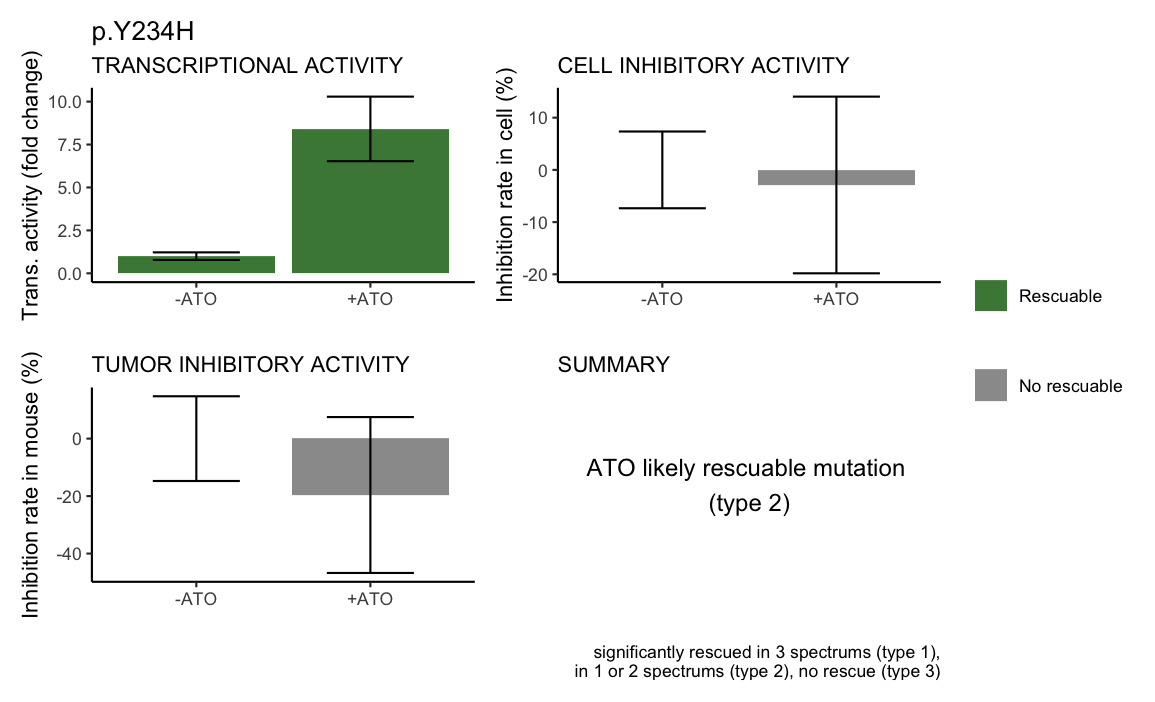 p.Y234H
TRANSCRIPTIONAL ACTIVITY
Trans. activity (fold change)
10.0
7.5
5.0
2.5
0.0
-ATO
+ATO
CELL INHIBITORY ACTIVITY
Inhibition rate in cell (%)
10
0
-10
-20
-ATO
+ATO
Rescuable
No rescuable
TUMOR INHIBITORY ACTIVITY
Inhibition rate in mouse (%)
0
-20
-40
-ATO
+ATO
SUMMARY
ATO likely rescuable mutation
(type 2)
significantly rescued in 3 spectrums (type 1),
in 1 or 2 spectrums (type 2), no rescue (type 3)